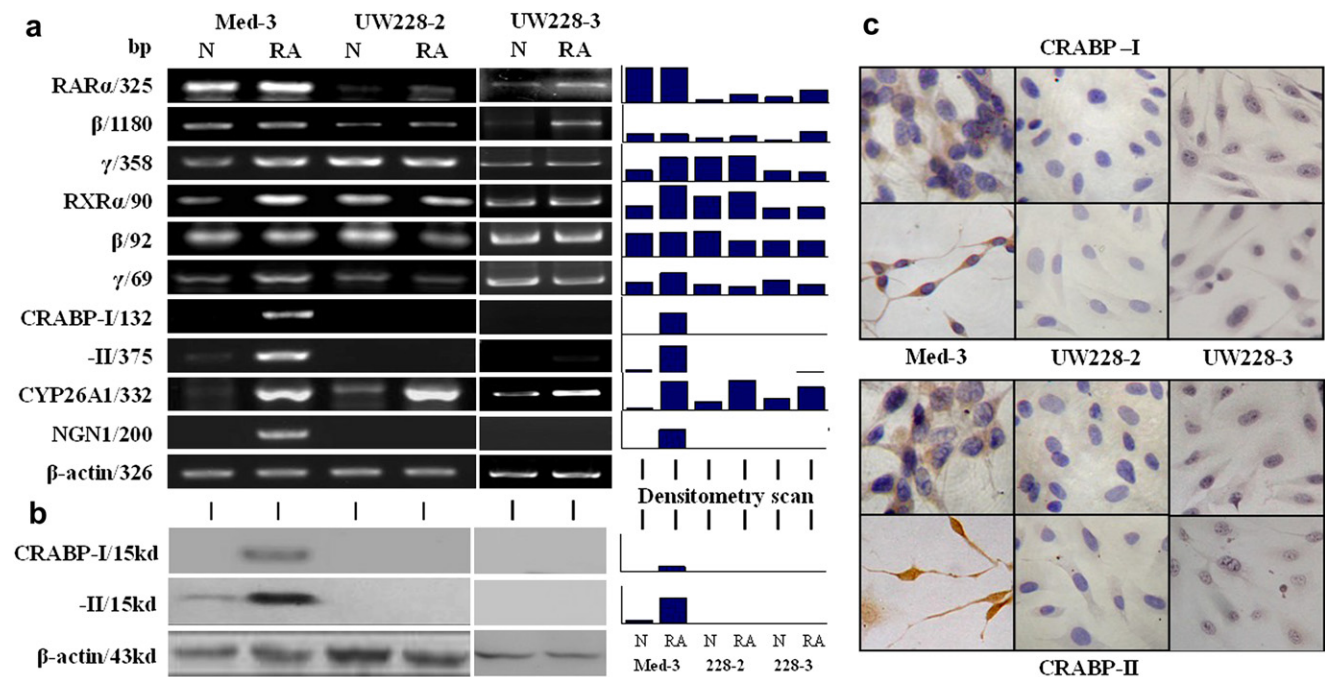 a
Med-3 UW228-2 UW228-3
bp N RA N RA N RA
RARα/325
β/1180
γ/358
RXRα/90
β/92
γ/69
CRABP-I/132
-II/375
CYP26A1/332
NGN1/200
β-actin/326
Densitometry scan
b
CRABP-I/15kd
-II/15kd
β-actin/43kd
N RA N RA N RA
Med-3 228-2 228-3
c
CRABP –I
Med-3 UW228-2 UW228-3
CRABP-II